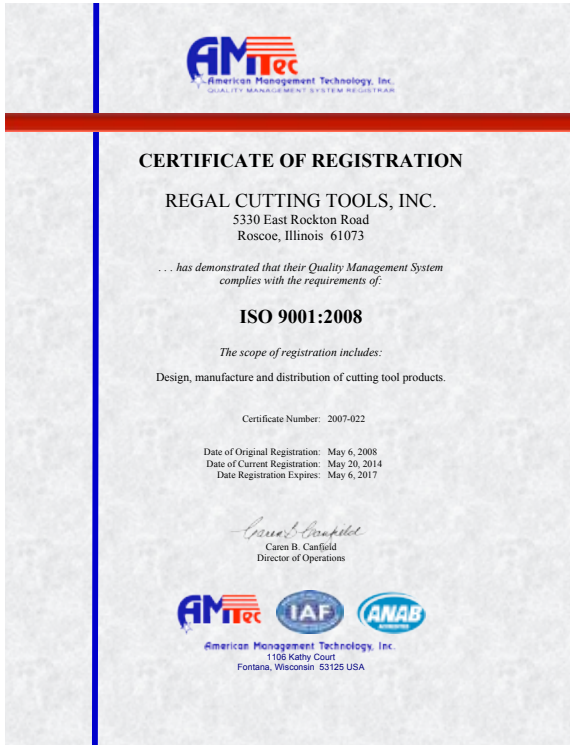 AMTec
American Management Technology, Inc.
QUALITY MANAGEMENT SYSTEM REGISTRAR
CERTIFICATE OF REGISTRATION
REGAL CUTTING TOOLS, INC.
5330 East Rockton Road
Roscoe, Illinois 61073
. . . has demonstrated that their Quality Management System
complies with the requirements of:
ISO 9001:2008
The scope of registration includes:
Design, manufacture and distribution of cutting tool products.
Certificate Number: 2007-022
Date of Original Registration: May 6, 2008
Date of Current Registration: May 20, 2014
Date Registration Expires: May 6, 2017
Caren B Canfield
Caren B. Canfield
Director of Operations
AMTec
IAF
ANAB
ACCREDITED
American Management Technology, Inc.
1106 Kathy Court
Fontana, Wisconsin 53125 USA